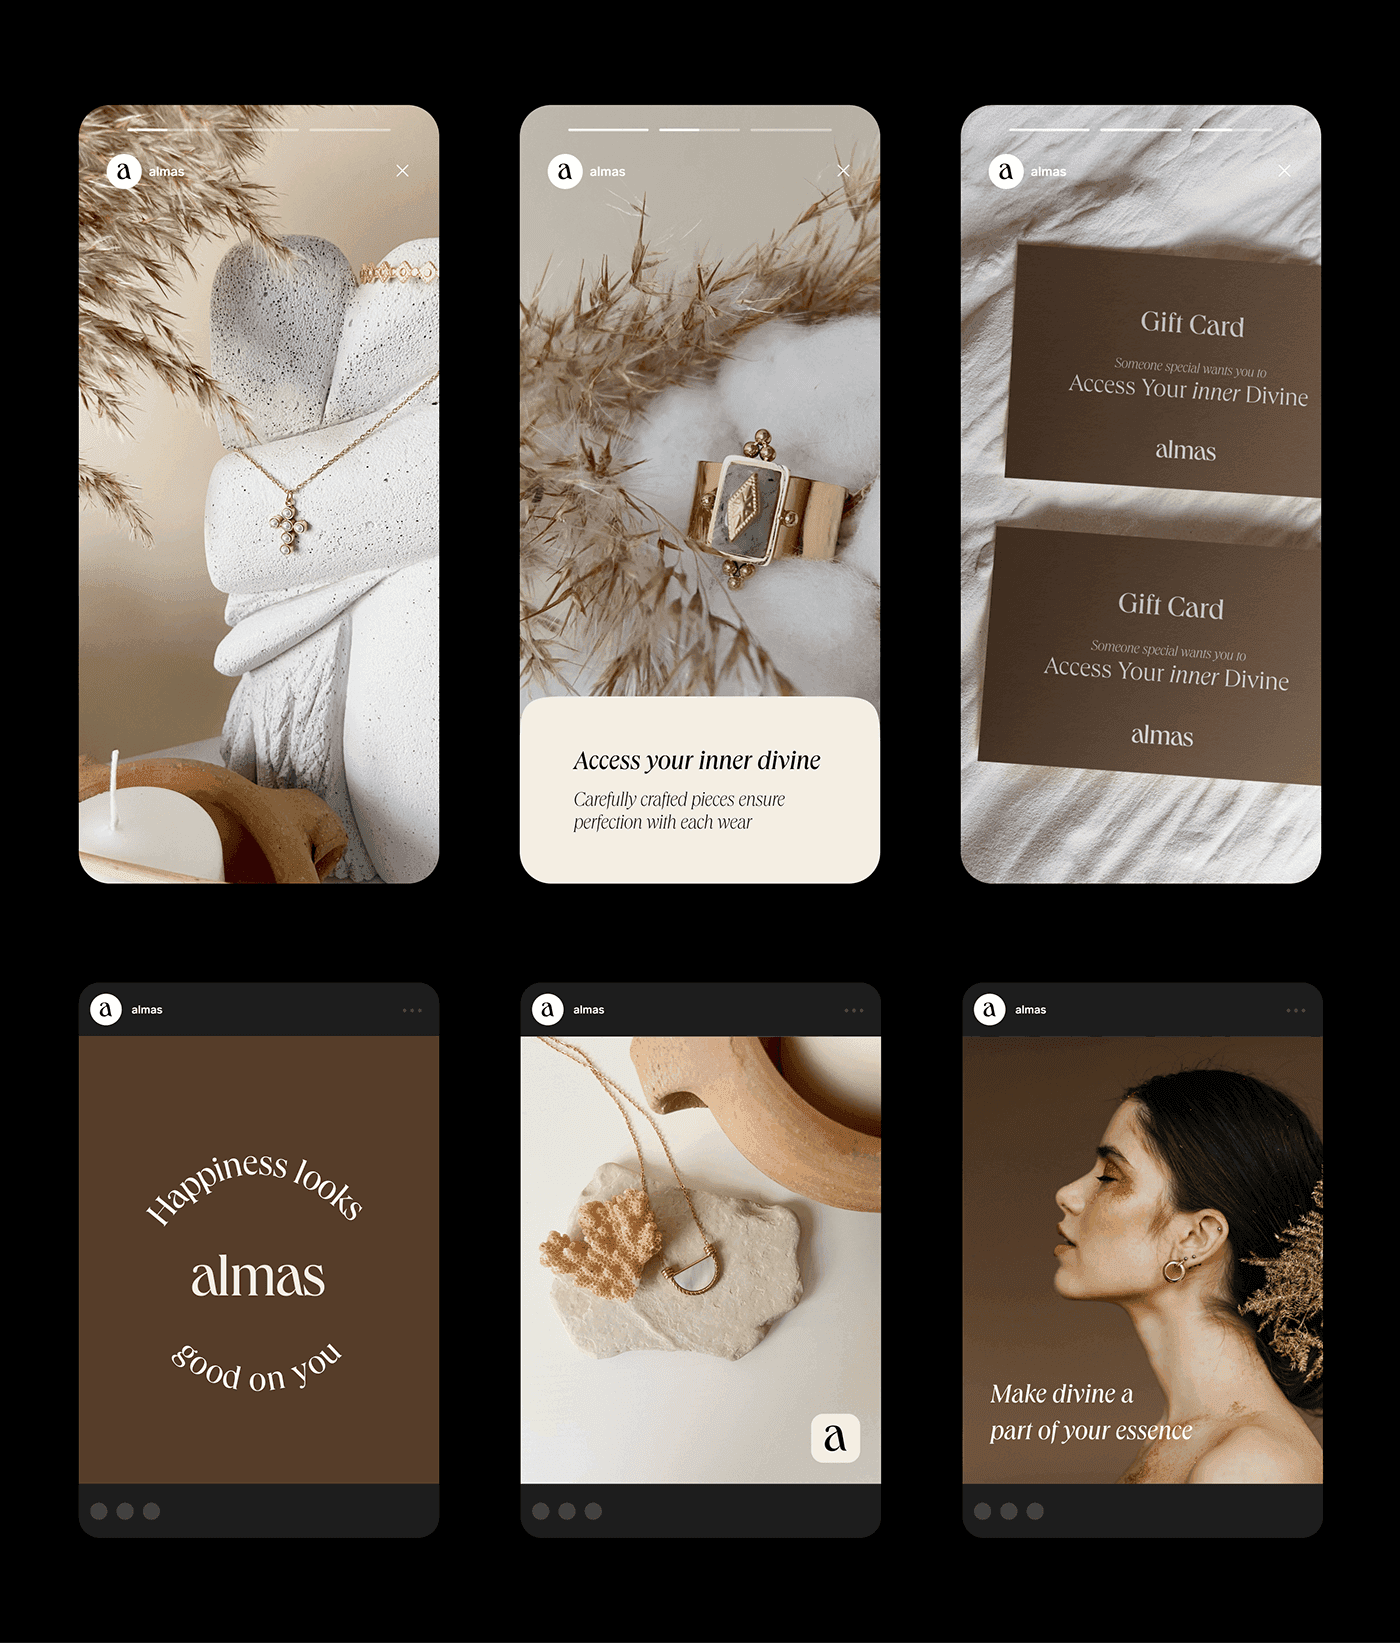 a almas
a almas
Access your inner divine
Carefully crafted pieces ensure
perfection with each wear
a almas
Gift Card
Someone special wants you to
Access Your inner Divine
almas
Gift Card
Someone special wants you to
Access Your inner Divine
almas
a almas
Happiness looks
almas
good on you
a almas
a
a almas
Make divine a
part of your essence